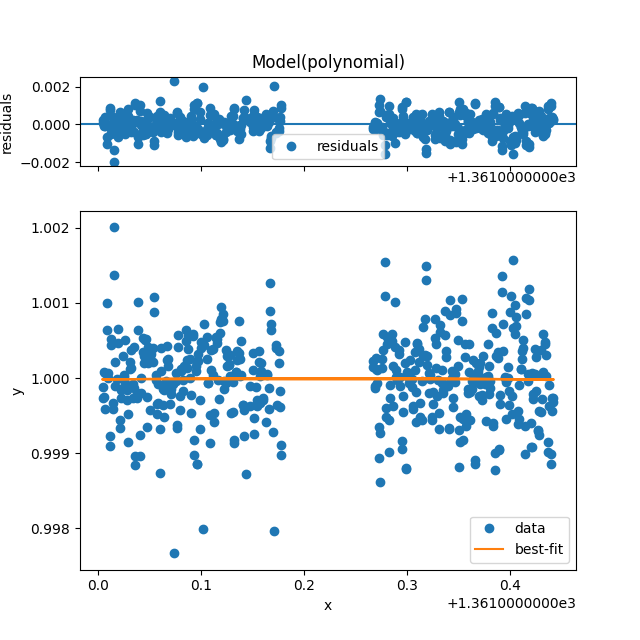 Model(polynomial)
0.002
0.000
−0.002
residuals
residuals
+1.3610000000e3
1.002
1.001
1.000
0.999
0.998
y
data
best-fit
0.0 0.1 0.2 0.3 0.4
x
+1.3610000000e3